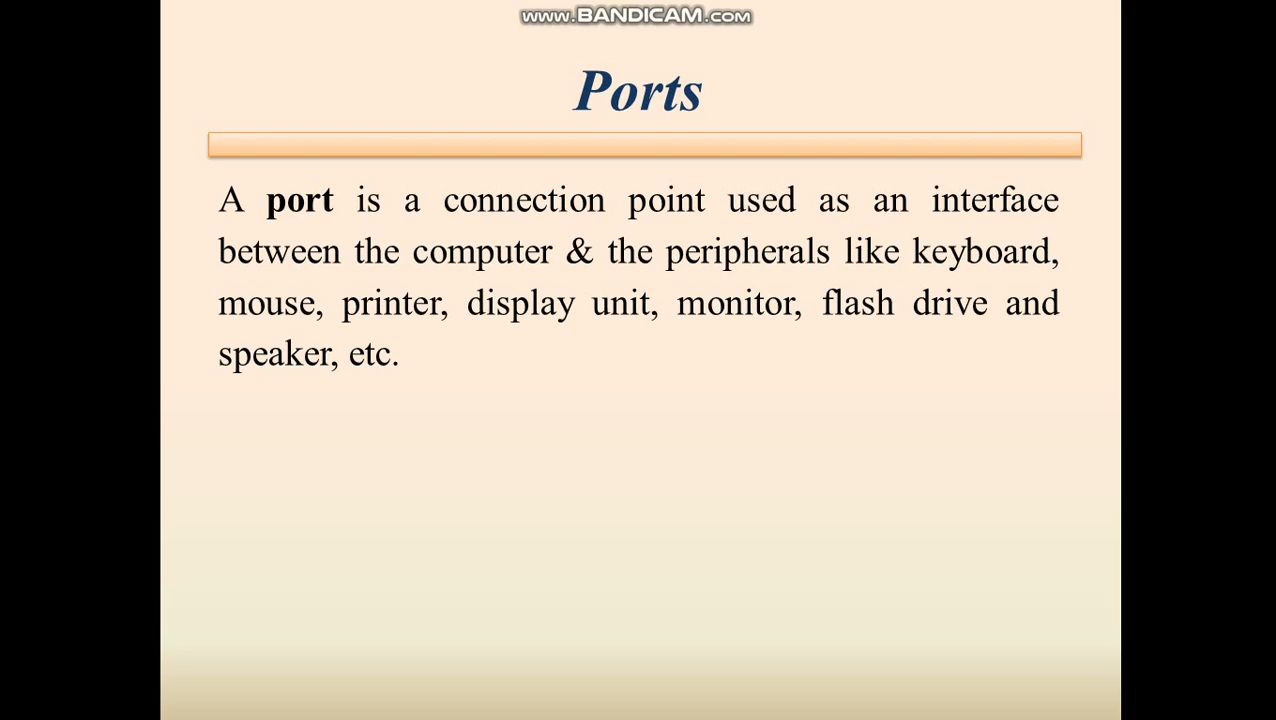 www.BANDICAM.com
Ports
A port is a connection point used as an interface
between the computer & the peripherals like keyboard,
mouse, printer, display unit, monitor, flash drive and
speaker, etc.